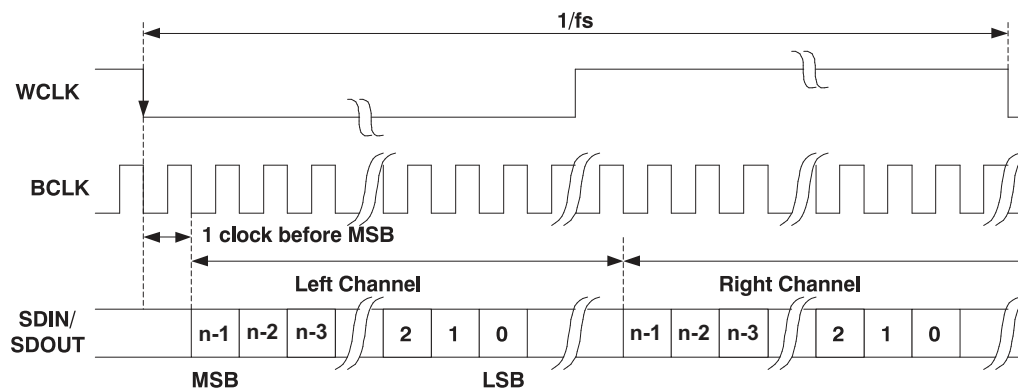 1/fs
WCLK
BCLK
1 clock before MSB
Left Channel
Right Channel
SDIN/
SDOUT
n-1 n-2 n-3 2 1 0 n-1 n-2 n-3 2 1 0
MSB LSB